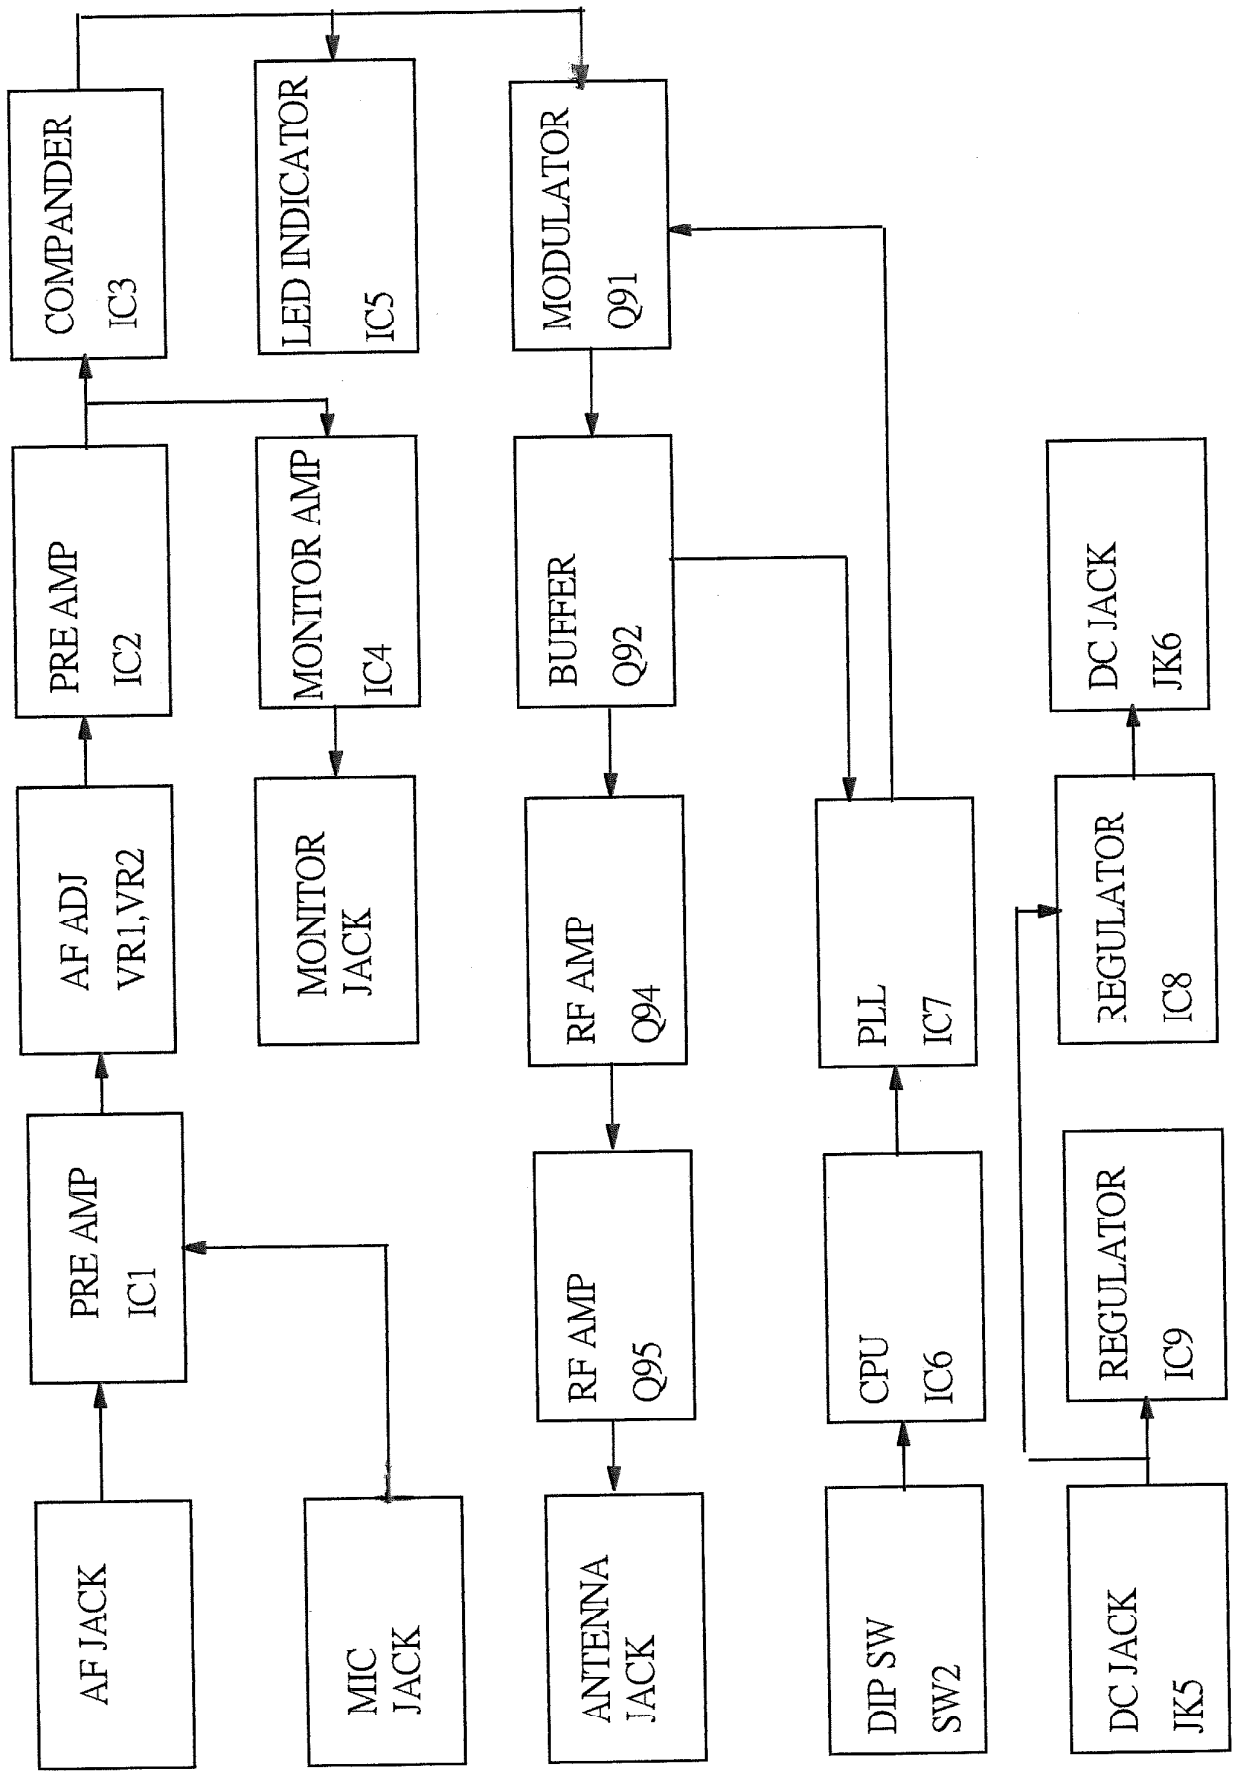 AF JACK
PRE AMP
IC1
AF ADJ
VR1,VR2
PRE AMP
IC2
COMPANDER
IC3
MIC
JACK
MONITOR
JACK
MONITOR AMP
IC4
LED INDICATOR
IC5
ANTENNA
JACK
RF AMP
Q95
RF AMP
Q94
BUFFER
Q92
MODULATOR
Q91
DIP SW
SW2
CPU
IC6
PLL
IC7
DC JACK
JK5
REGULATOR
IC9
REGULATOR
IC8
DC JACK
JK6